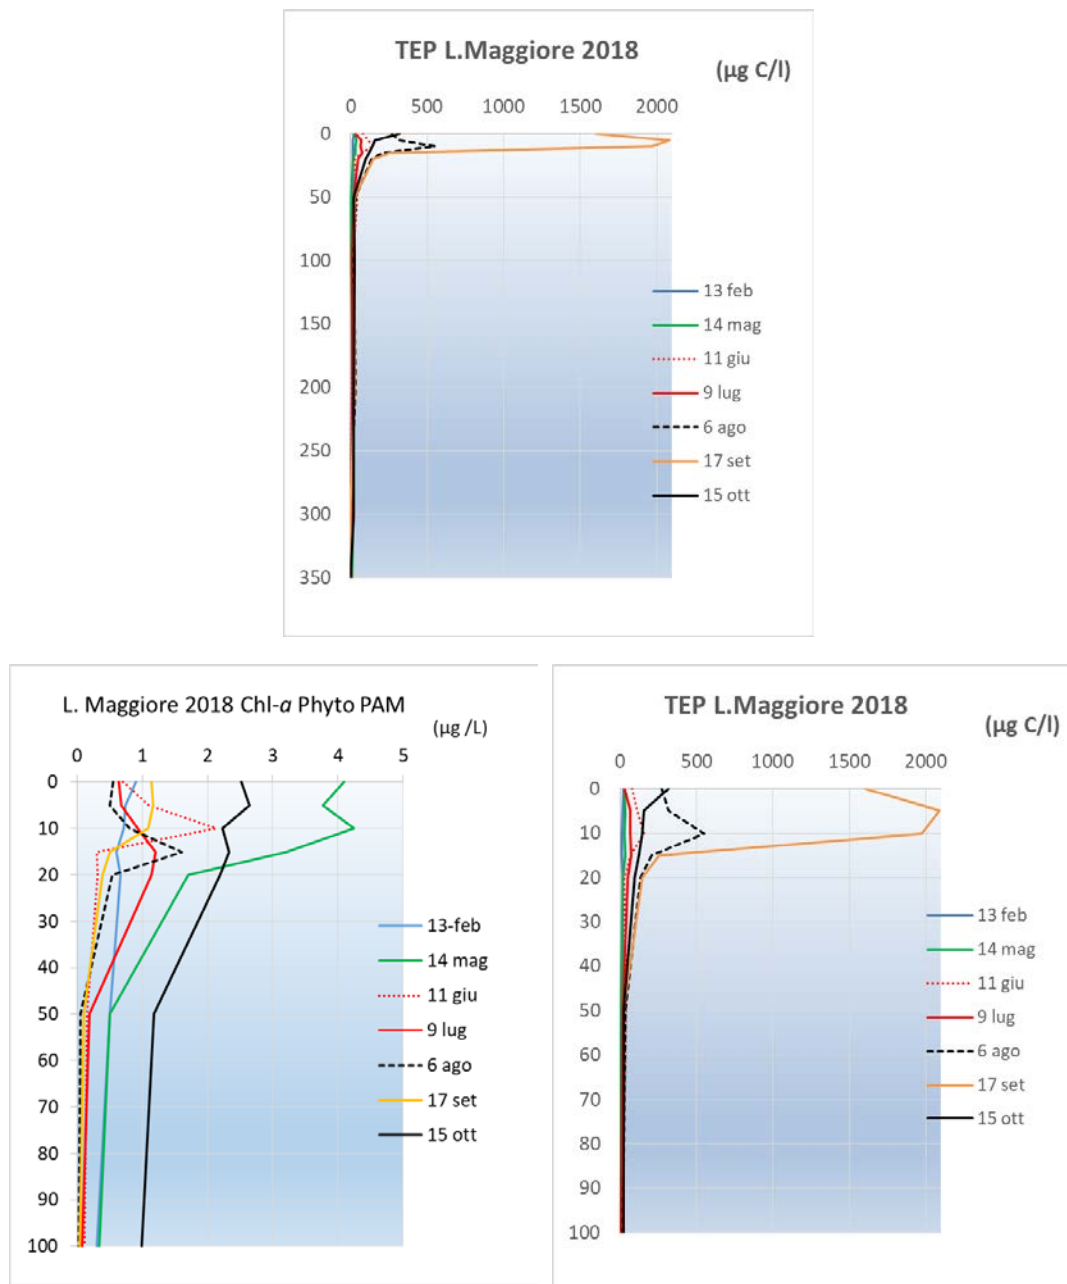 TEP L.Maggiore 2018
(µg C/l)
0 500 1000 1500 2000
0
50
100
150
200
250
300
350
13 feb
14 mag
11 giu
9 lug
6 ago
17 set
15 ott
L. Maggiore 2018 Chl-a Phyto PAM
(µg /L)
0 1 2 3 4 5
0
10
20
30
40
50
60
70
80
90
100
13-feb
14 mag
11 giu
9 lug
6 ago
17 set
15 ott
TEP L.Maggiore 2018
(µg C/l)
0 500 1000 1500 2000
0
10
20
30
40
50
60
70
80
90
100
13 feb
14 mag
11 giu
9 lug
6 ago
17 set
15 ott